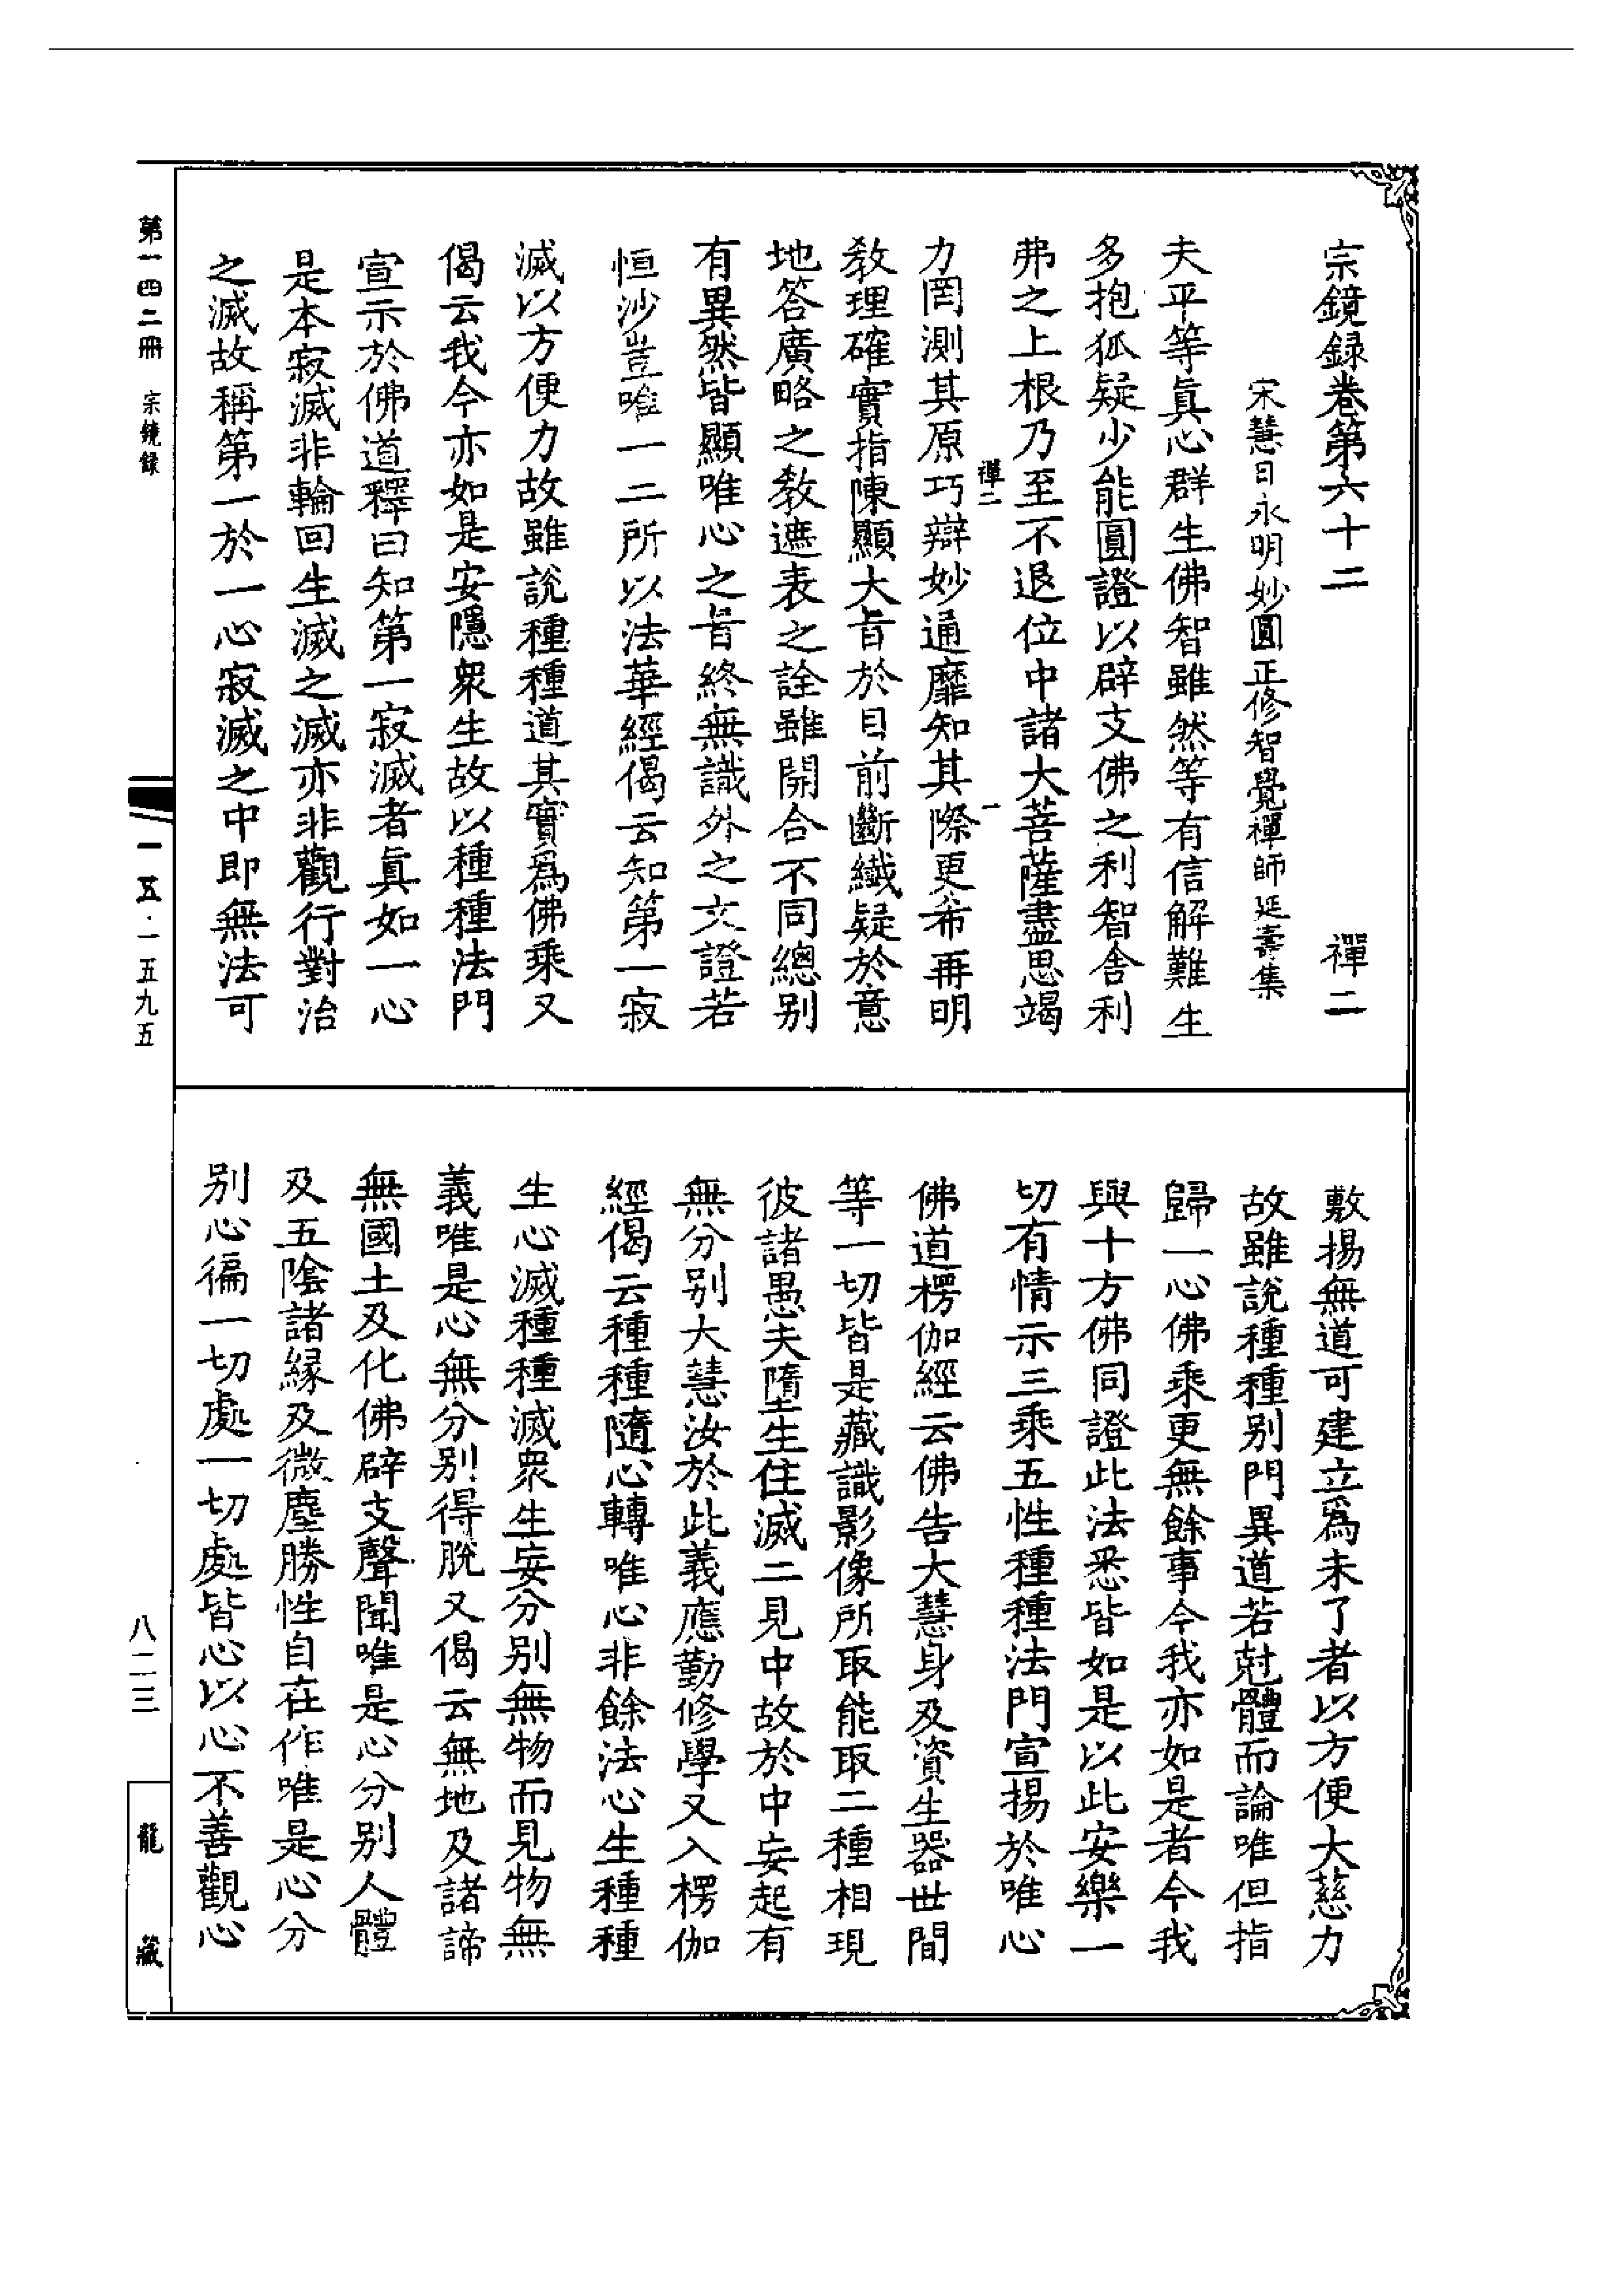 宗鏡録卷第六十二　禪二
宋慧日永明妙圓正修智覺禪師延壽集
夫平等眞心群生佛智雖然等有信解難生
多抱狐疑少能圓證以辟支佛之利智舍利
弗之上根乃至不退位中諸大菩薩盡思竭
禪二　一
力罔測其原巧辯妙通靡知其際更希再明
敎理確實指陳顯大旨於目前斷纎疑於意
地答廣略之敎遮表之詮雖開合不同總别
有異然皆顯唯心之旨終無識外之文證若
恒沙豈唯一二所以法華經偈云知第一寂
滅以方便力故雖說種種道其實爲佛乘又
偈云我今亦如是安隱衆生故以種種法門
宣示於佛道釋曰知第一寂滅者眞如一心
是本寂滅非輪回生滅之滅亦非觀行對治
之滅故稱第一於一心寂滅之中即無法可
敷揚無道可建立爲未了者以方便大慈力
故雖說種種别門異道若尅體而論唯但指
歸一心佛乘更無餘事今我亦如是者今我
與十方佛同證此法悉皆如是以此安樂一
切有情示三乘五性種種法門宣揚於唯心
佛道楞伽經云佛告大慧身及資生器世間
等一切皆是藏識影像所取能取二種相現
彼諸愚夫墮生住滅二見中故於中妄起有
無分别大慧汝於此義應勤修學又入楞伽
經偈云種種隨心轉唯心非餘法心生種種
生心滅種種滅衆生妄分别無物而見物無
義唯是心無分别得脫又偈云無地及諸諦
無國土及化佛辟支聲聞唯是心分别人體
及五陰諸緣及微塵勝性自在作唯是心分
别心徧一切處一切處皆心以心不善觀心
第一四二冊　宗鏡録
一五·一五九五
八二三
龍藏